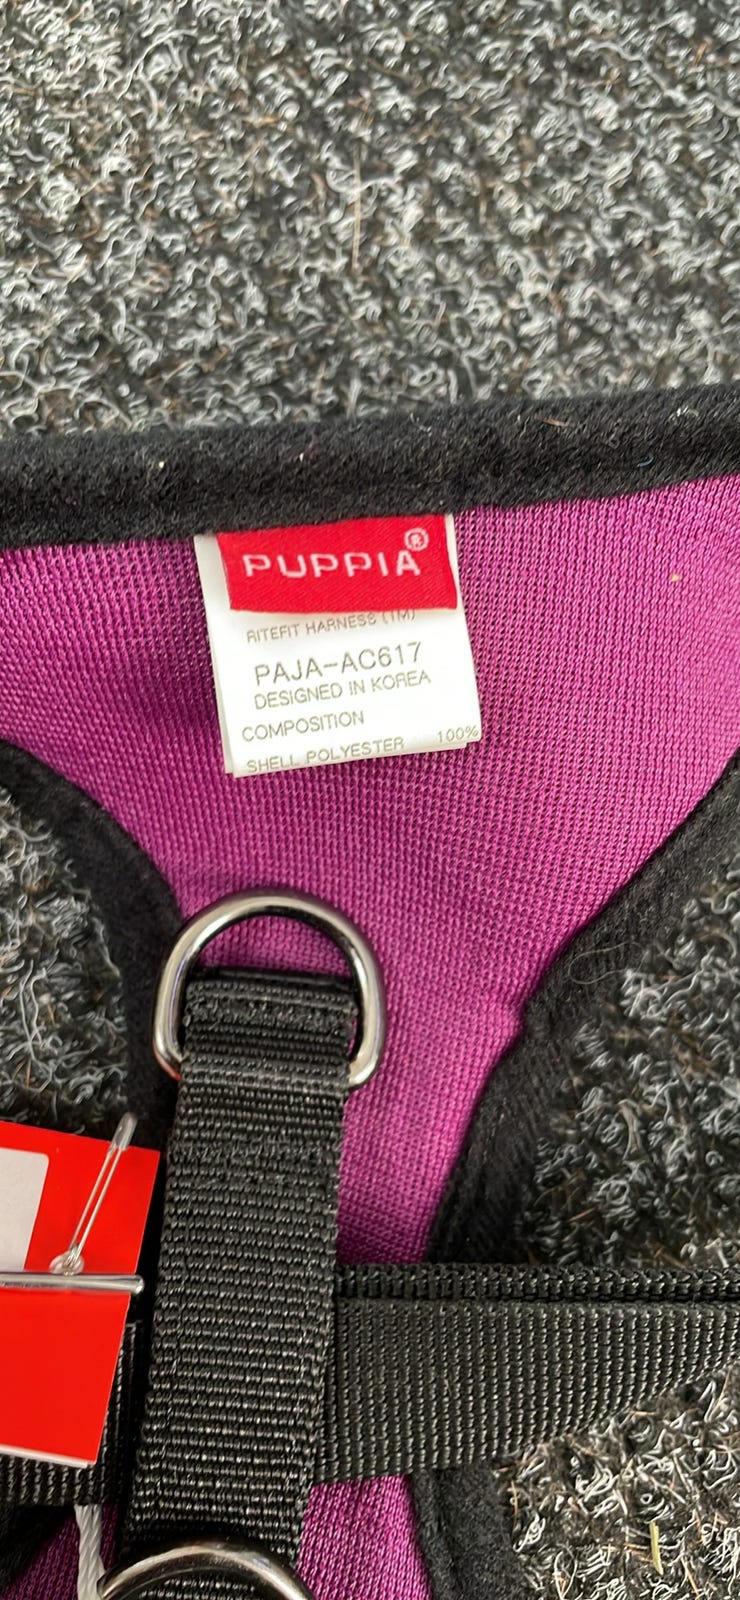 PUPPIA®
RITEFIT HARNESS (TM)
PAJA-AC617
DESIGNED IN KOREA
COMPOSITION
SHELL POLYESTER 100%